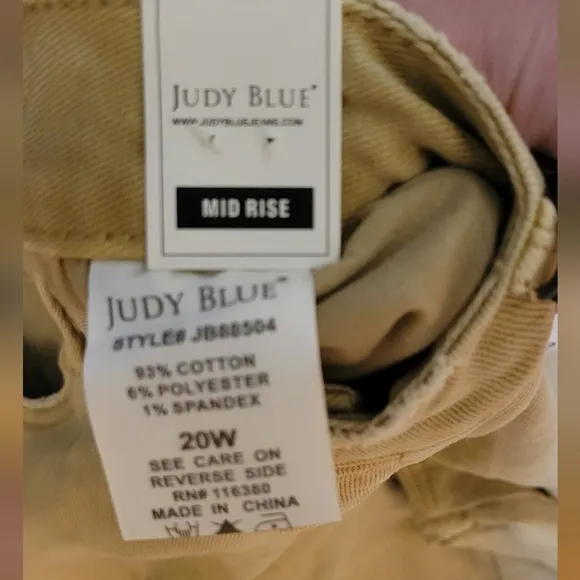 JUDY BLUE
WWW.JUDYBLUEJEANS.COM
MID RISE
JUDY BLUE™
STYLE# JB88504
93% COTTON
6% POLYESTER
1% SPANDEX
20W
SEE CARE ON
REVERSE SIDE
RN# 116380
MADE IN CHINA